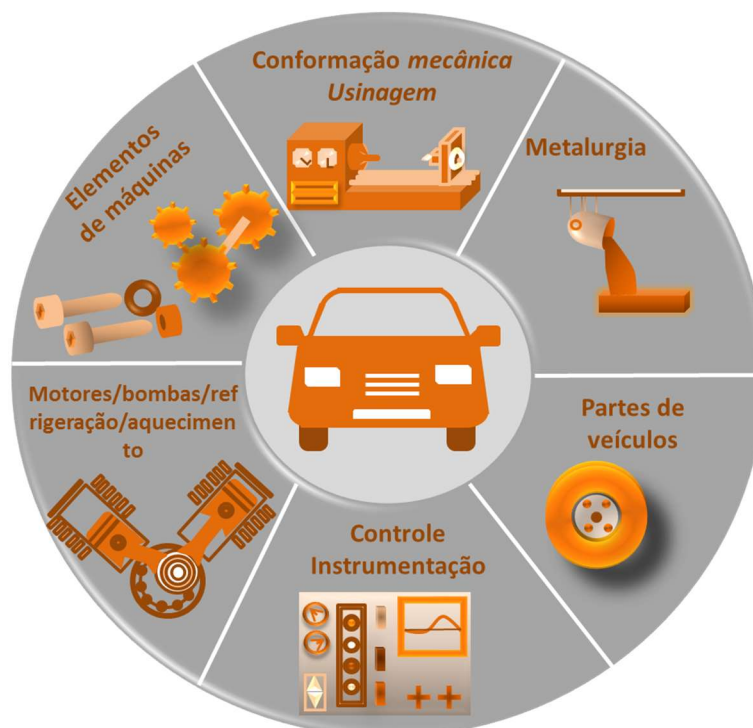 Conformação mecânica
Usinagem
Metalurgia
Partes de
veículos
Controle
Instrumentação
Motores/bombas/ref
rigeração/aquecimen
to
Elementos
de máquinas